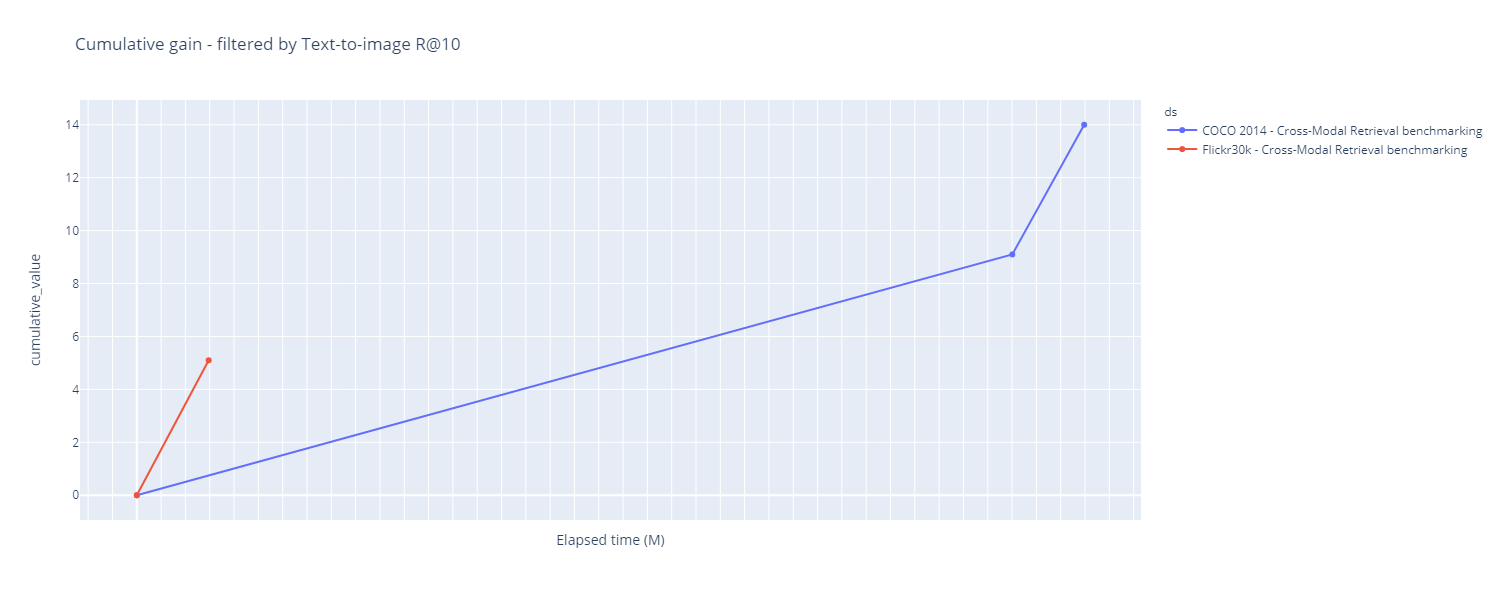 Cumulative gain - filtered by Text-to-image R@10
ds
COCO 2014 - Cross-Modal Retrieval benchmarking
Flickr30k - Cross-Modal Retrieval benchmarking
14
12
10
8
6
4
2
0
cumulative_value
Elapsed time (M)